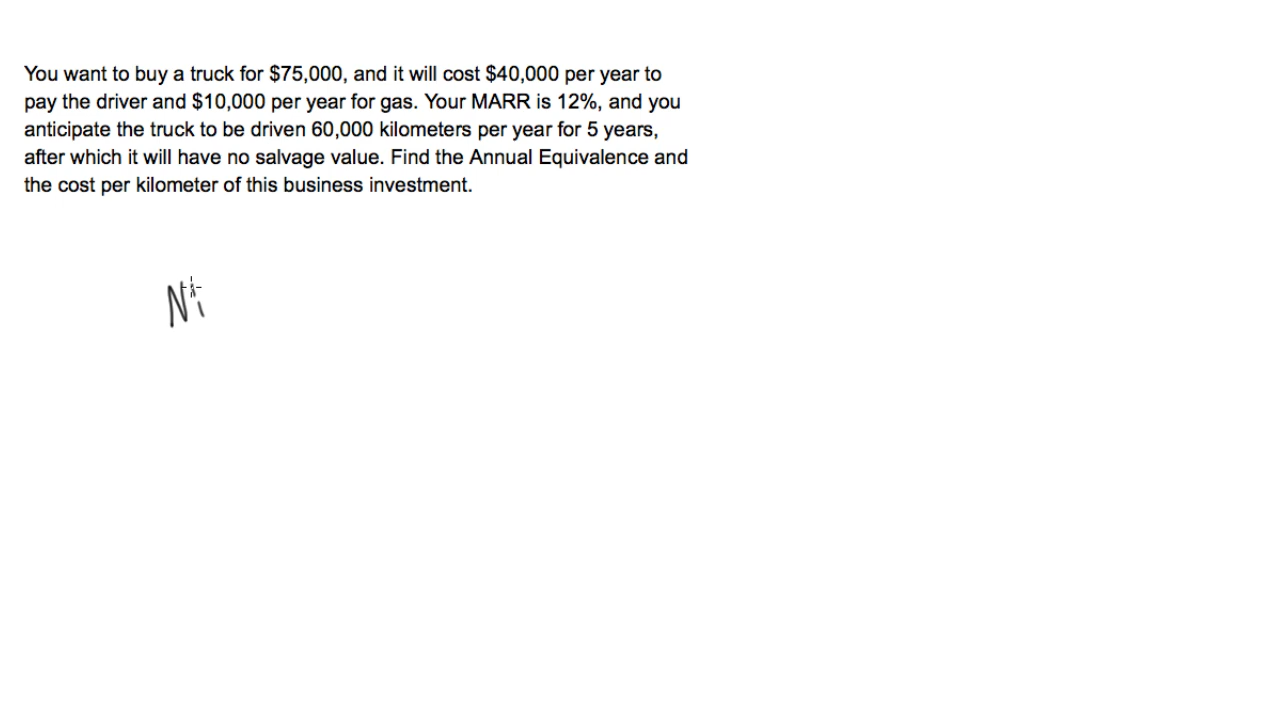 You want to buy a truck for $75,000, and it will cost $40,000 per year to
pay the driver and $10,000 per year for gas. Your MARR is 12%, and you
anticipate the truck to be driven 60,000 kilometers per year for 5 years,
after which it will have no salvage value. Find the Annual Equivalence and
the cost per kilometer of this business investment.
Ni